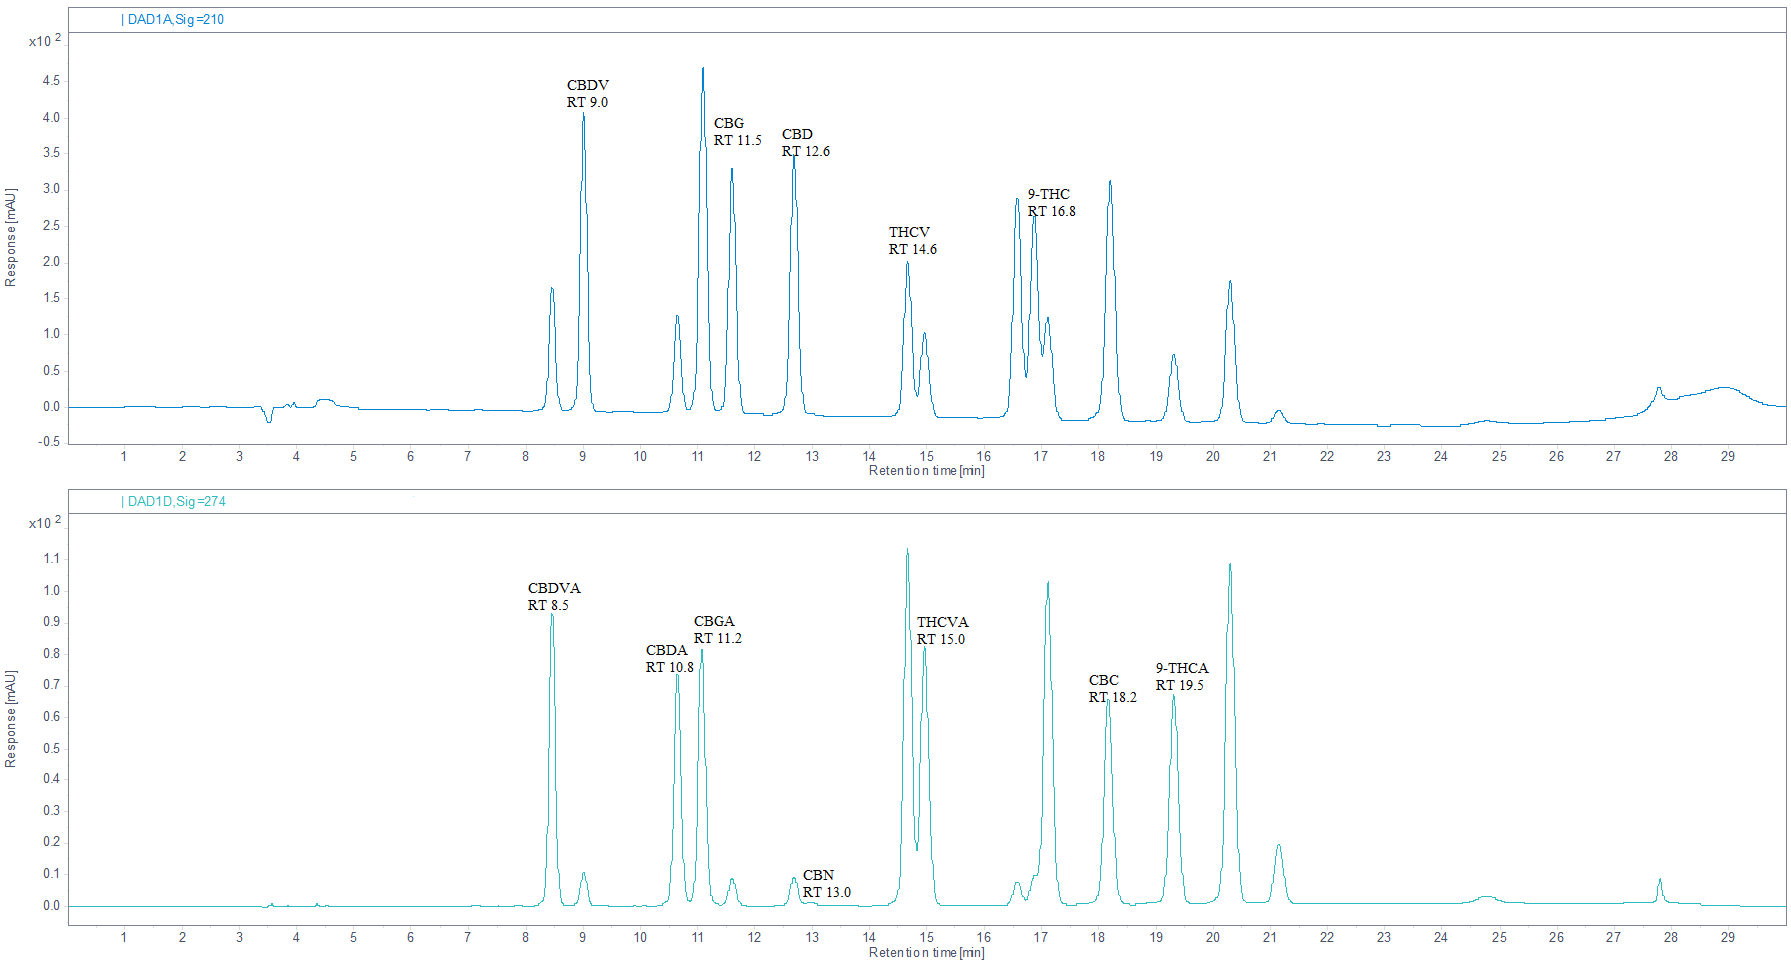 | DAD1A,Sig=210
x10 2
4.5
4.0
3.5
3.0
2.5
2.0
1.5
1.0
0.5
0.0
-0.5
Response [mAU]
CBDV
RT 9.0
CBG
RT 11.5
CBD
RT 12.6
THCV
RT 14.6
9-THC
RT 16.8
1 2 3 4 5 6 7 8 9 10 11 12 13 14 15 16 17 18 19 20 21 22 23 24 25 26 27 28 29
Retention time [min]
| DAD1D,Sig=274
x10 2
1.1
1.0
0.9
0.8
0.7
0.6
0.5
0.4
0.3
0.2
0.1
0.0
Response [mAU]
CBDVA
RT 8.5
CBDA
RT 10.8
CBGA
RT 11.2
CBN
RT 13.0
THCVA
RT 15.0
CBC
RT 18.2
9-THCA
RT 19.5
1 2 3 4 5 6 7 8 9 10 11 12 13 14 15 16 17 18 19 20 21 22 23 24 25 26 27 28 29
Retention time [min]